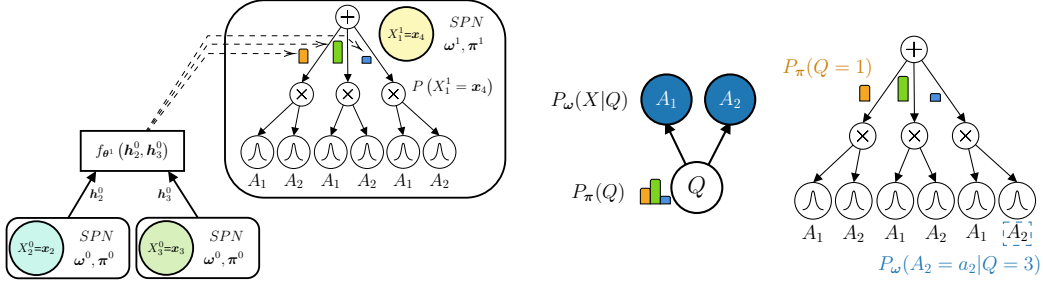 +
X₁¹=x₄
SPN
ω¹, π¹
P (X₁¹ = x₄)
× × ×
A₁ A₂ A₁ A₂ A₁ A₂
f_θ¹ (h₂⁰, h₃⁰)
h₂⁰ h₃⁰
X₂⁰=x₂
SPN
ω⁰, π⁰
X₃⁰=x₃
SPN
ω⁰, π⁰
P_ω(X|Q)
A₁ A₂
P_π(Q)
Q
+
P_π(Q = 1)
× × ×
A₁ A₂ A₁ A₂ A₁ A₂
P_ω(A₂ = a₂|Q = 3)